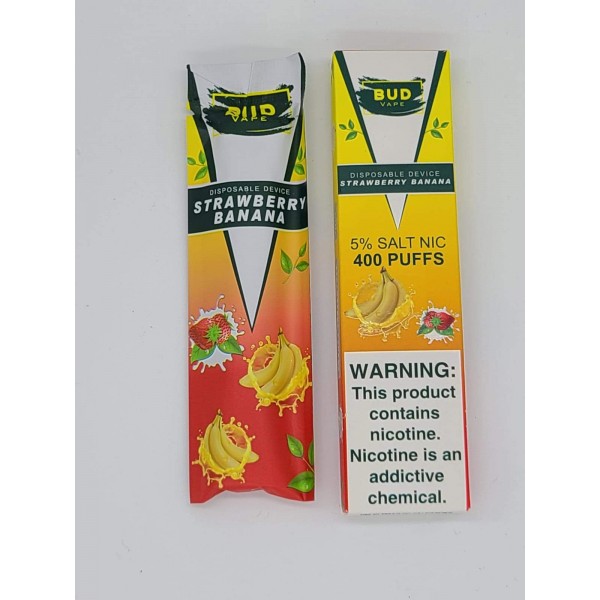 BUD
VAPE
DISPOSABLE DEVICE
STRAWBERRY
BANANA
BUD
VAPE
DISPOSABLE DEVICE
STRAWBERRY BANANA
5% SALT NIC
400 PUFFS
WARNING:
This product
contains
nicotine.
Nicotine is an
addictive
chemical.